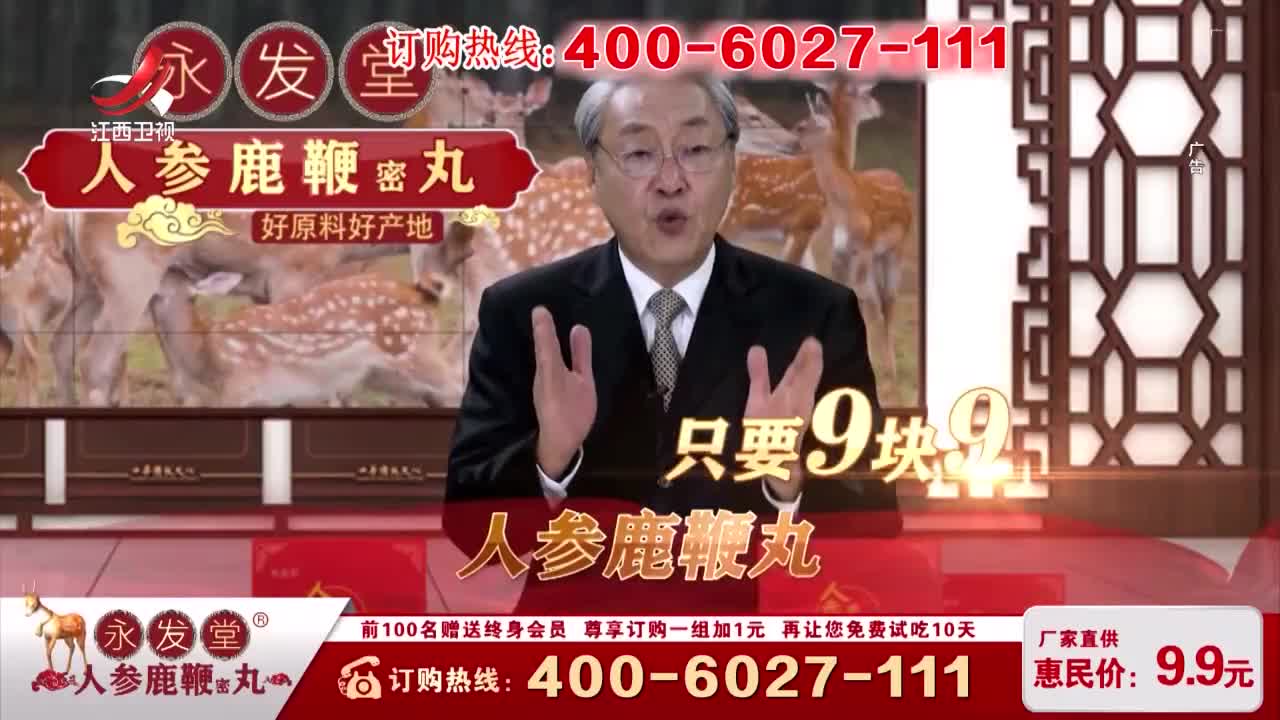 永发堂
订购热线:400-6027-111
江西卫视
人参鹿鞭密丸
好原料好产地
广告
只要9块9
人参鹿鞭丸
永发堂®
人参鹿鞭密丸
前100名赠送终身会员 尊享订购一组加1元 再让您免费试吃10天
订购热线:400-6027-111
厂家直供
惠民价:9.9元